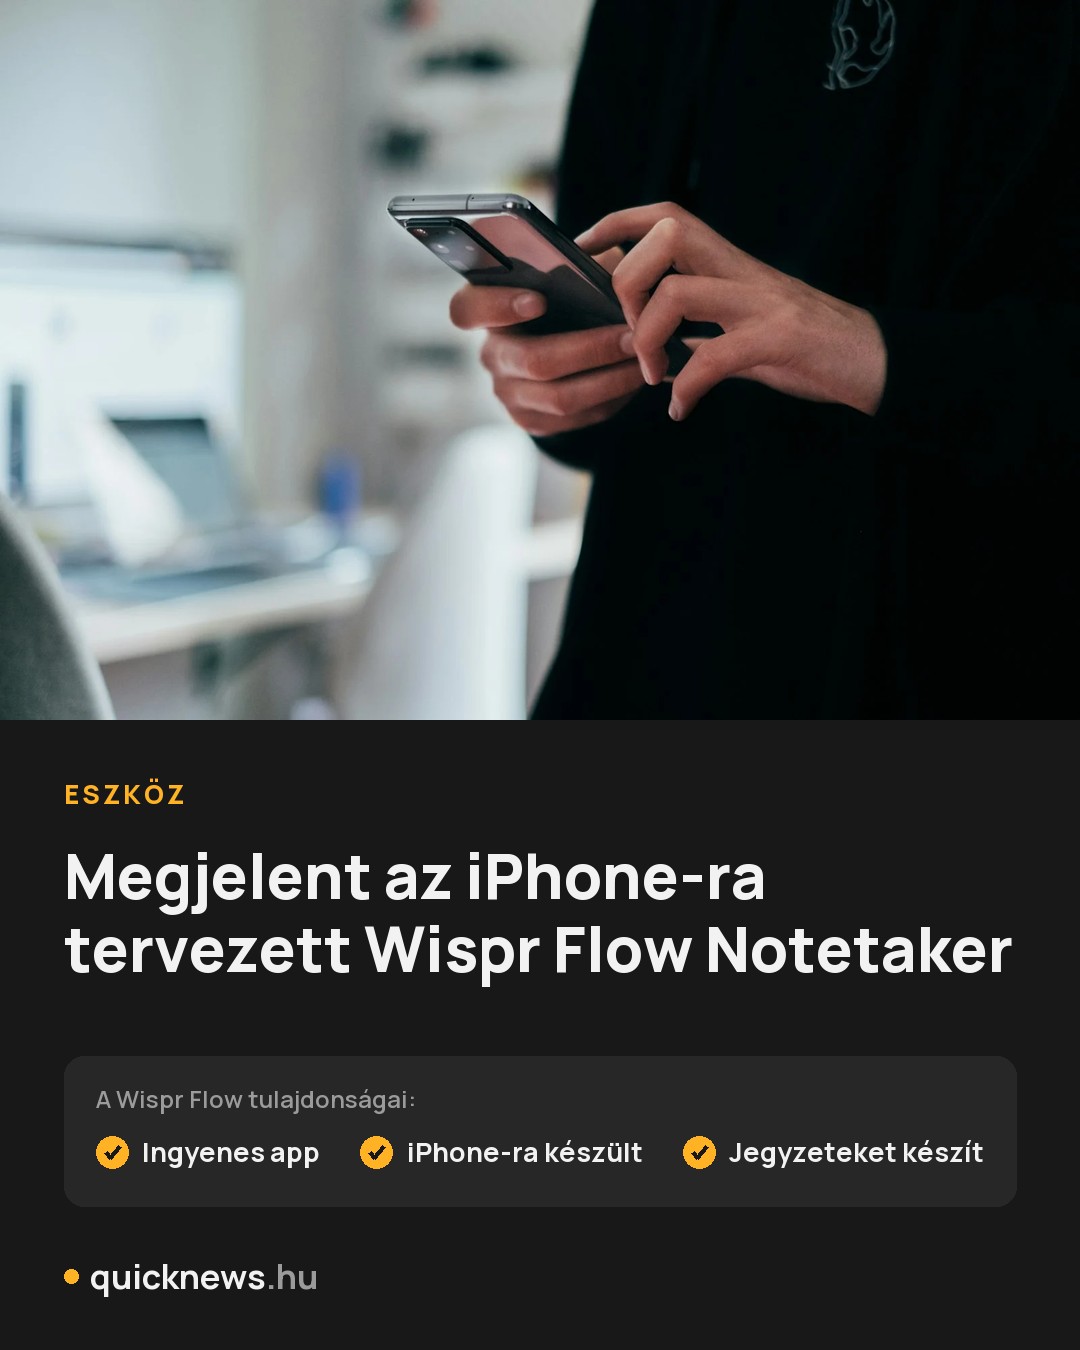 ESZKÖZ
Megjelent az iPhone-ra
tervezett Wispr Flow Notetaker
A Wispr Flow tulajdonságai:
Ingyenes app
iPhone-ra készült
Jegyzeteket készít
quicknews.hu